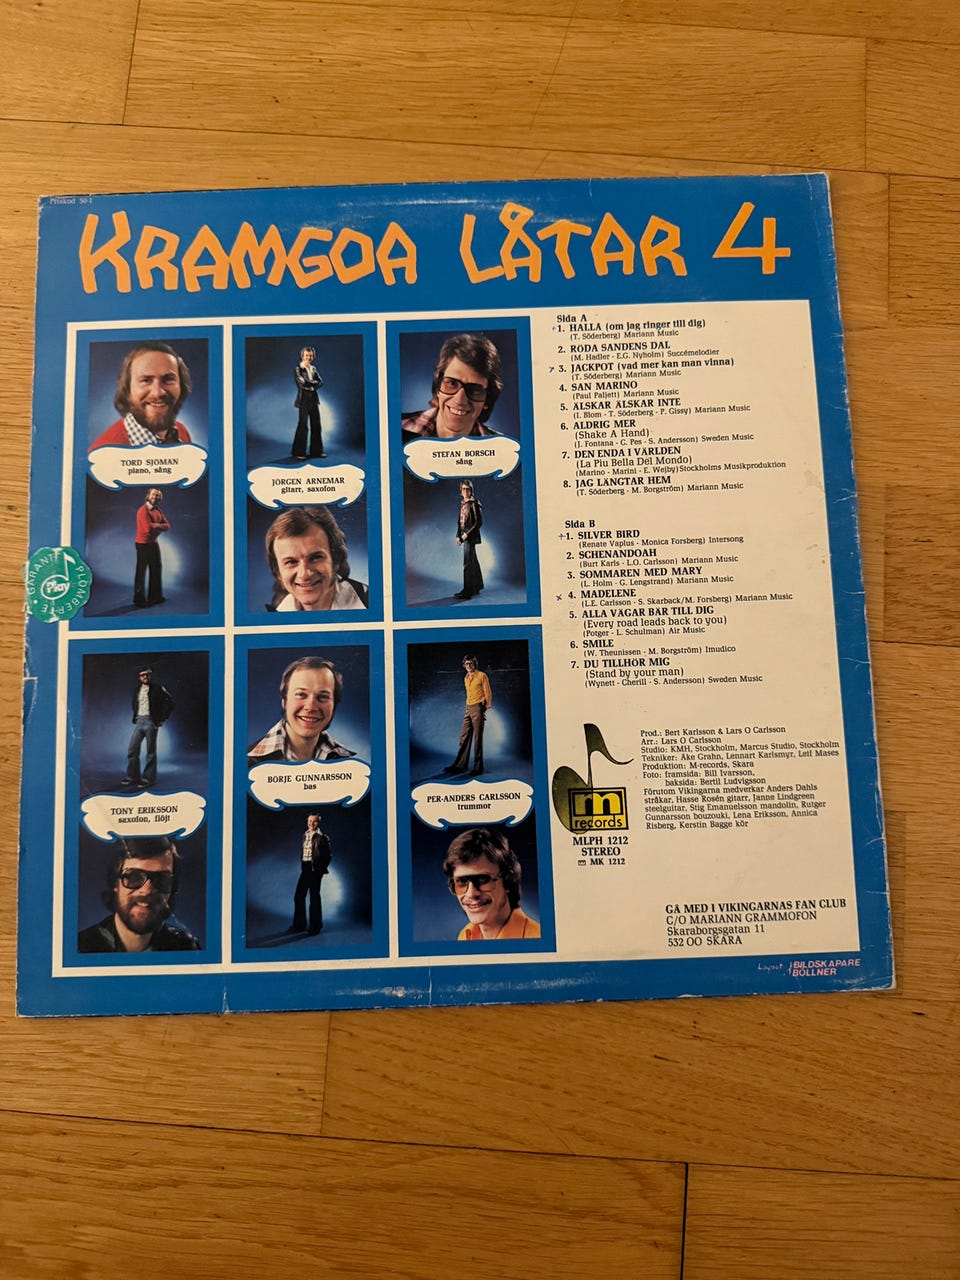 Priskod 50-1
KRAMGOA LÅTAR 4
TORD SJÖMAN
piano, sång
JÖRGEN ARNEMAR
gitarr, saxofon
STEFAN BORSCH
sång
GARANTI PLOMBERTE
Play
TONY ERIKSSON
saxofon, flöjt
BÖRJE GUNNARSSON
bas
PER-ANDERS CARLSSON
trummor
Sida A
1. HALLÅ (om jag ringer till dig)
(T. Söderberg) Mariann Music
2. RÖDA SANDENS DAL
(M. Hadler - E.G. Nyholm) Succémelodier
3. JACKPOT (vad mer kan man vinna)
(T. Söderberg) Mariann Music
4. SAN MARINO
(Paul Paljett) Mariann Music
5. ÄLSKAR ÄLSKAR INTE
(I. Blom - T. Söderberg - P. Gissy) Mariann Music
6. ALDRIG MER
(Shake A Hand)
(J. Fontana - C. Pes - S. Andersson) Sweden Music
7. DEN ENDA I VÄRLDEN
(La Piu Bella Del Mondo)
(Marino - Marini - E. Wejby) Stockholms Musikproduktion
8. JAG LÄNGTAR HEM
(T. Söderberg - M. Borgström) Mariann Music
Sida B
1. SILVER BIRD
(Renate Vaplus - Monica Forsberg) Intersong
2. SCHENANDOAH
(Burt Karls - L.O. Carlsson) Mariann Music
3. SOMMAREN MED MARY
(L. Holm - G. Lengstrand) Mariann Music
4. MADELENE
(L.E. Carlsson - S. Skarback/M. Forsberg) Mariann Music
5. ALLA VÄGAR BÄR TILL DIG
(Every road leads back to you)
(Potger - L. Schulman) Air Music
6. SMILE
(W. Theunissen - M. Borgström) Imudico
7. DU TILLHÖR MIG
(Stand by your man)
(Wynett - Cherill - S. Andersson) Sweden Music
Prod.: Bert Karlsson & Lars O Carlsson
Arr.: Lars O Carlsson
Studio: KMH, Stockholm, Marcus Studio, Stockholm
Tekniker: Åke Grahn, Lennart Karlsmyr, Leif Mases
Produktion: M-records, Skara
Foto: framsida: Bill Ivarsson,
baksida: Bertil Ludvigsson
Förutom Vikingarna medverkar Anders Dahls
stråkar, Hasse Rosén gitarr, Janne Lindgreen
steelguitar, Stig Emanuelsson mandolin, Rutger
Gunnarsson bouzouki, Lena Eriksson, Annica
Risberg, Kerstin Bagge kör
m
records
MLPH 1212
STEREO
MK 1212
GÅ MED I VIKINGARNAS FAN CLUB
C/O MARIANN GRAMMOFON
Skaraborgsgatan 11
532 00 SKARA
Layout BILDSKAPARE
BÖLLNER